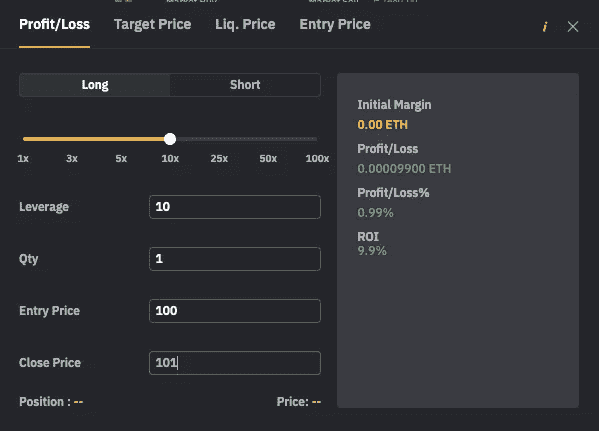 Profit/Loss Target Price Liq. Price Entry Price i
Long Short
1x 3x 5x 10x 25x 50x 100x
Leverage 10
Qty 1
Entry Price 100
Close Price 101
Position : -- Price: --
Initial Margin
0.00 ETH
Profit/Loss
0.00009900 ETH
Profit/Loss%
0.99%
ROI
9.9%